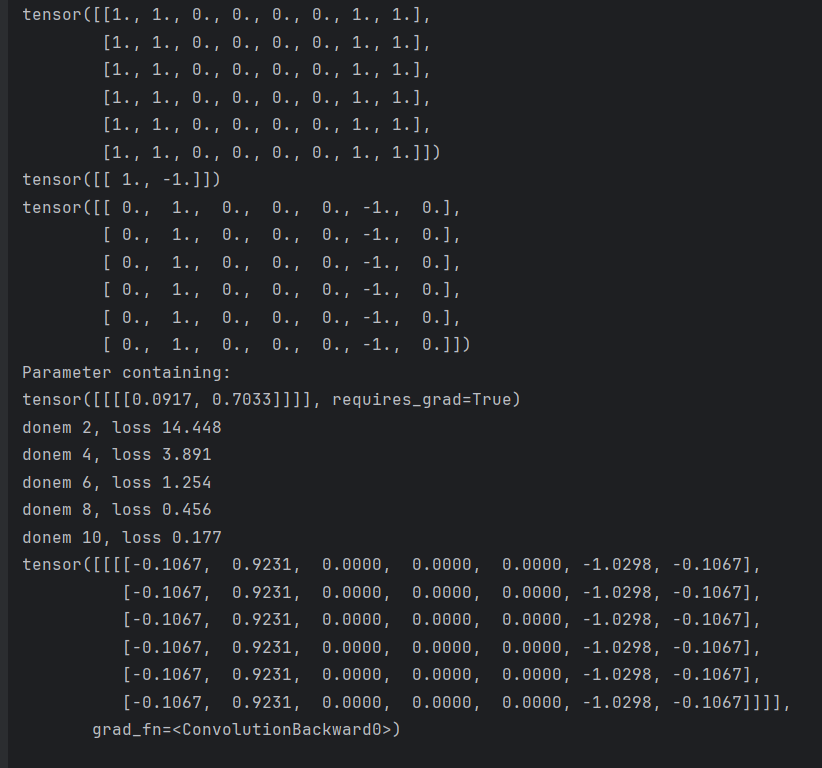 tensor([[1., 1., 0., 0., 0., 0., 1., 1.],
        [1., 1., 0., 0., 0., 0., 1., 1.],
        [1., 1., 0., 0., 0., 0., 1., 1.],
        [1., 1., 0., 0., 0., 0., 1., 1.],
        [1., 1., 0., 0., 0., 0., 1., 1.],
        [1., 1., 0., 0., 0., 0., 1., 1.]])
tensor([[ 1., -1.]])
tensor([[ 0.,  1.,  0.,  0.,  0., -1.,  0.],
        [ 0.,  1.,  0.,  0.,  0., -1.,  0.],
        [ 0.,  1.,  0.,  0.,  0., -1.,  0.],
        [ 0.,  1.,  0.,  0.,  0., -1.,  0.],
        [ 0.,  1.,  0.,  0.,  0., -1.,  0.],
        [ 0.,  1.,  0.,  0.,  0., -1.,  0.]])
Parameter containing:
tensor([[[[0.0917, 0.7033]]]], requires_grad=True)
donem 2, loss 14.448
donem 4, loss 3.891
donem 6, loss 1.254
donem 8, loss 0.456
donem 10, loss 0.177
tensor([[[[-0.1067,  0.9231,  0.0000,  0.0000,  0.0000, -1.0298, -0.1067],
          [-0.1067,  0.9231,  0.0000,  0.0000,  0.0000, -1.0298, -0.1067],
          [-0.1067,  0.9231,  0.0000,  0.0000,  0.0000, -1.0298, -0.1067],
          [-0.1067,  0.9231,  0.0000,  0.0000,  0.0000, -1.0298, -0.1067],
          [-0.1067,  0.9231,  0.0000,  0.0000,  0.0000, -1.0298, -0.1067],
          [-0.1067,  0.9231,  0.0000,  0.0000,  0.0000, -1.0298, -0.1067]]]],
       grad_fn=<ConvolutionBackward0>)